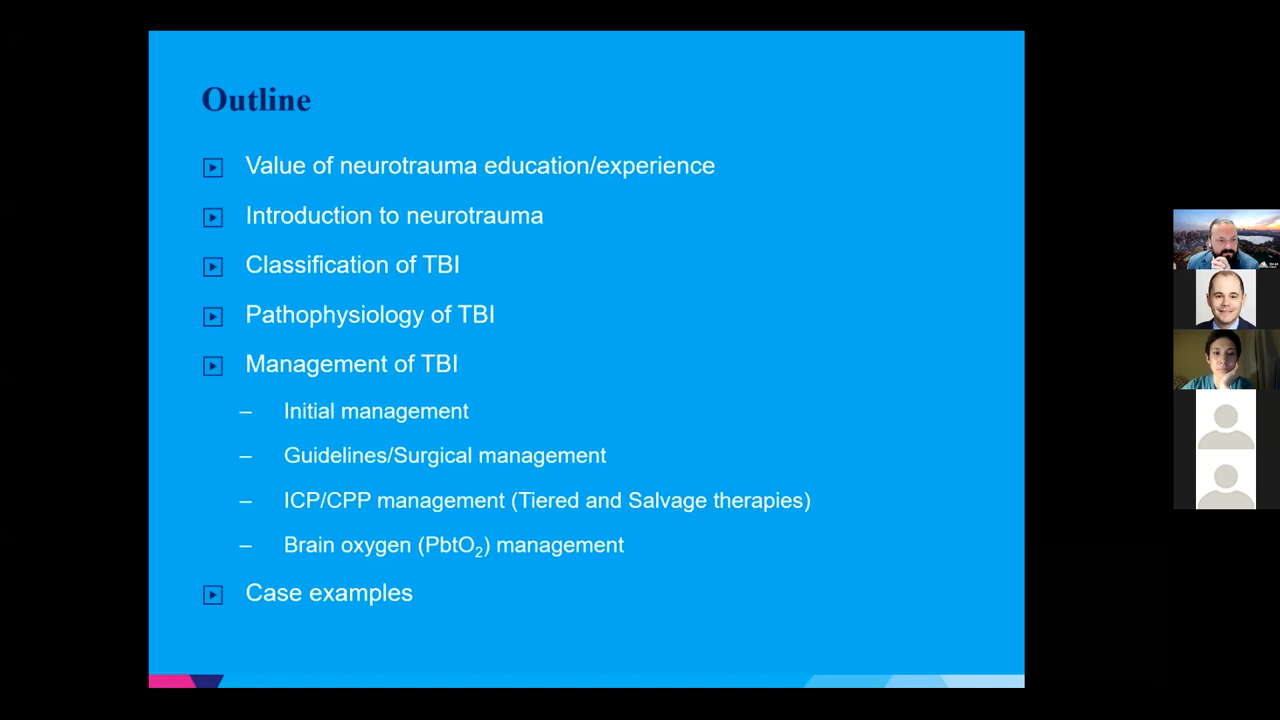 Outline
Value of neurotrauma education/experience
Introduction to neurotrauma
Classification of TBI
Pathophysiology of TBI
Management of TBI
– Initial management
– Guidelines/Surgical management
– ICP/CPP management (Tiered and Salvage therapies)
– Brain oxygen (PbtO₂) management
Case examples